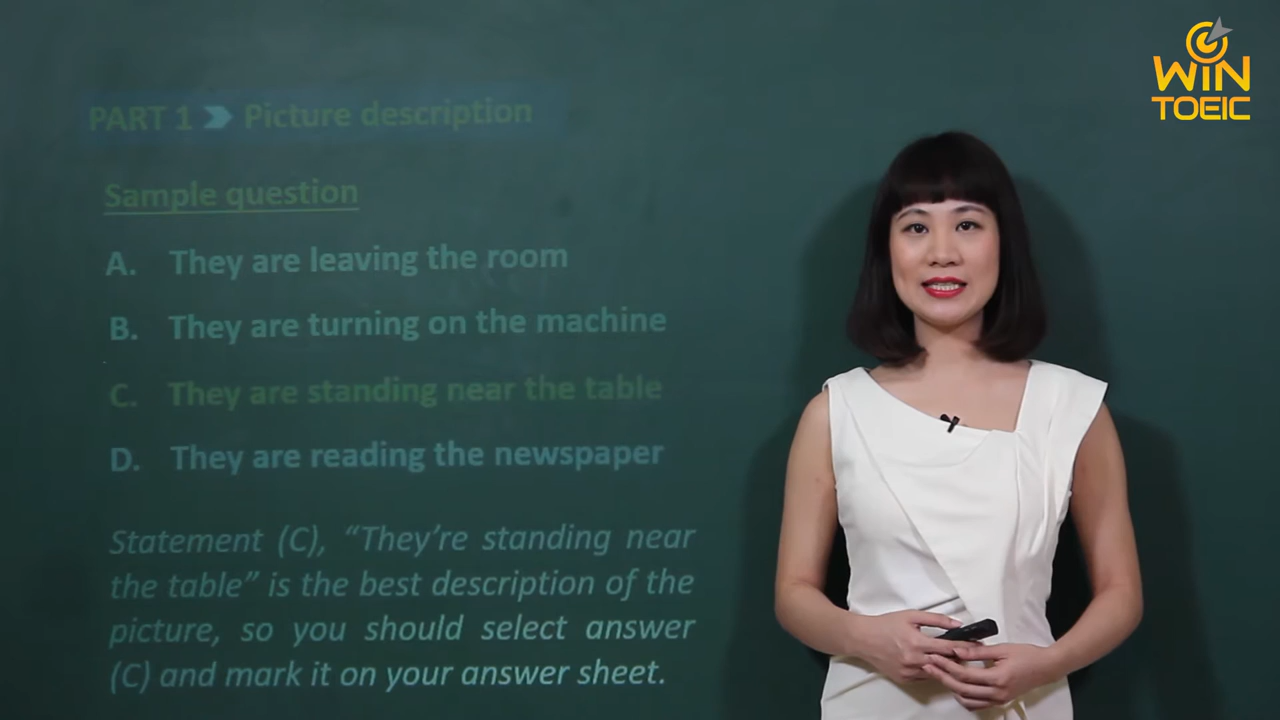 WIN
TOEIC
PART 1 Picture description
Sample question
A. They are leaving the room
B. They are turning on the machine
C. They are standing near the table
D. They are reading the newspaper
Statement (C), “They’re standing near
the table” is the best description of the
picture, so you should select answer
(C) and mark it on your answer sheet.